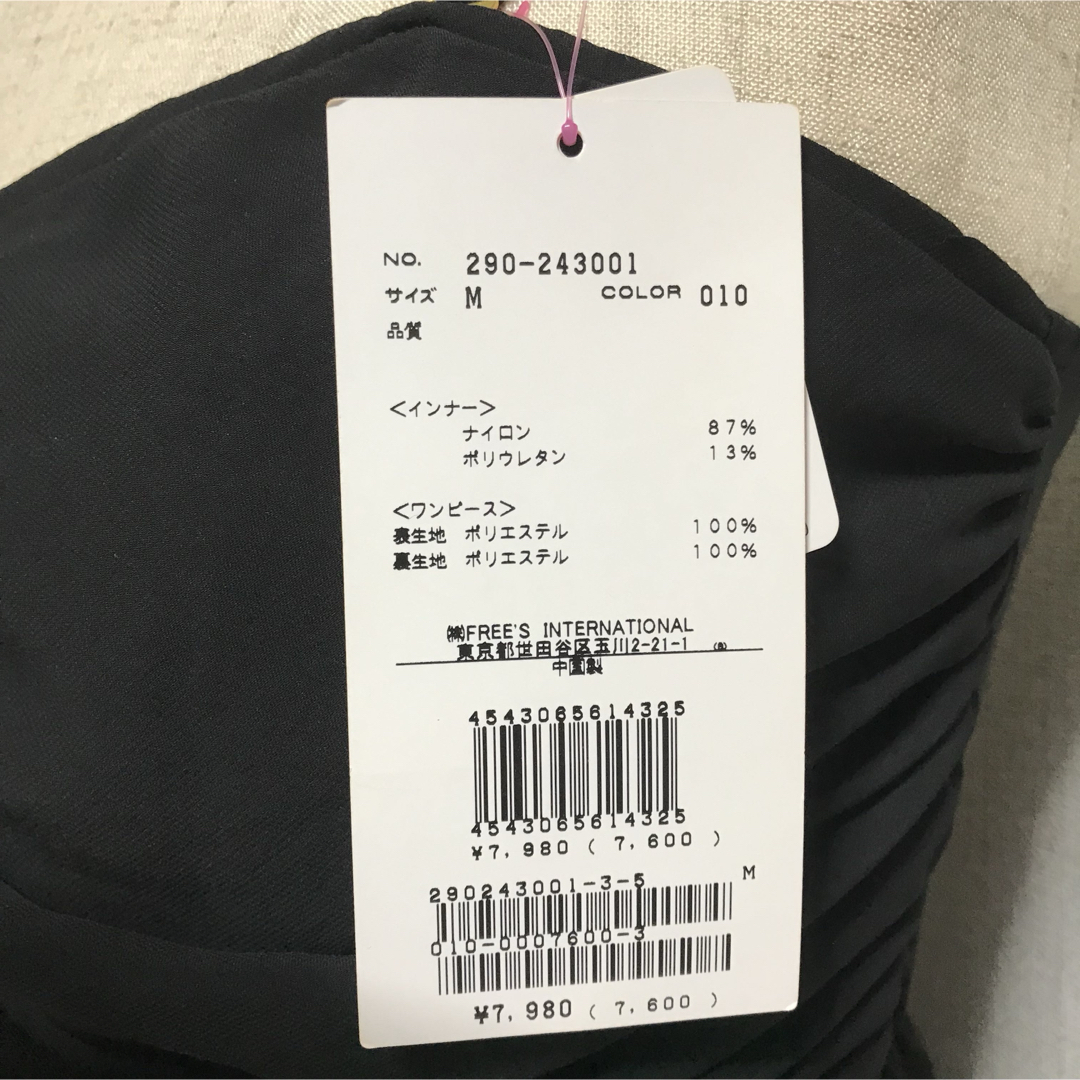 NO. 290-243001
サイズ M COLOR 010
品質
<インナー>
ナイロン 87%
ポリウレタン 13%
<ワンピース>
表生地 ポリエステル 100%
裏生地 ポリエステル 100%
㈱FREE'S INTERNATIONAL
東京都世田谷区玉川2-21-1
中国製
4543065614325
4543065614325
¥7,980 ( 7,600 )
290243001-3-5 M
010-0007600-3
¥7,980 ( 7,600 )